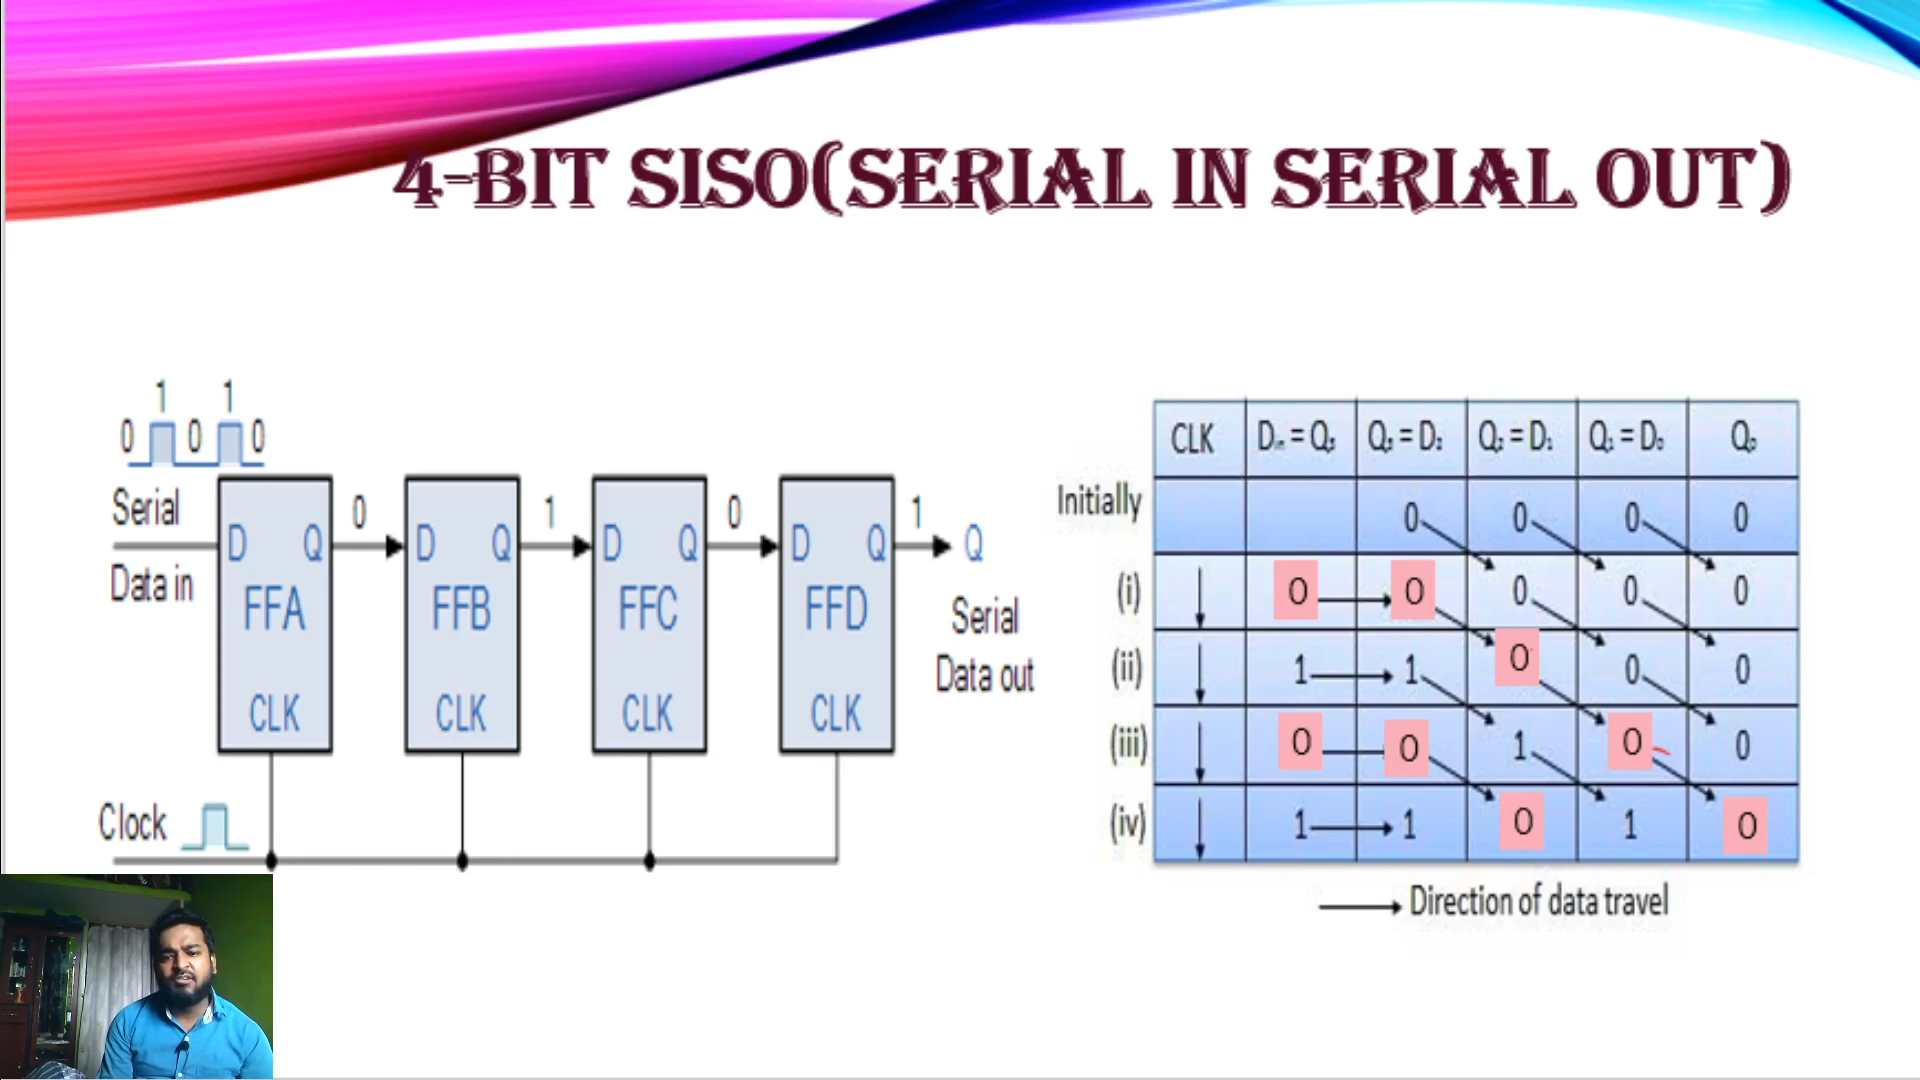 4-BIT SISO(SERIAL IN SERIAL OUT)
1 1
0 0 0
Serial
Data in
D Q
FFA
CLK
0
D Q
FFB
CLK
1
D Q
FFC
CLK
0
D Q
FFD
CLK
1
Q
Serial
Data out
Clock
CLK Dᵢₙ = Q₃ Q₃ = D₂ Q₂ = D₁ Q₁ = D₀ Q₀
Initially 0 0 0 0
(i) 0 0 0 0 0
(ii) 1 1 0 0 0
(iii) 0 0 1 0 0
(iv) 1 1 0 1 0
Direction of data travel